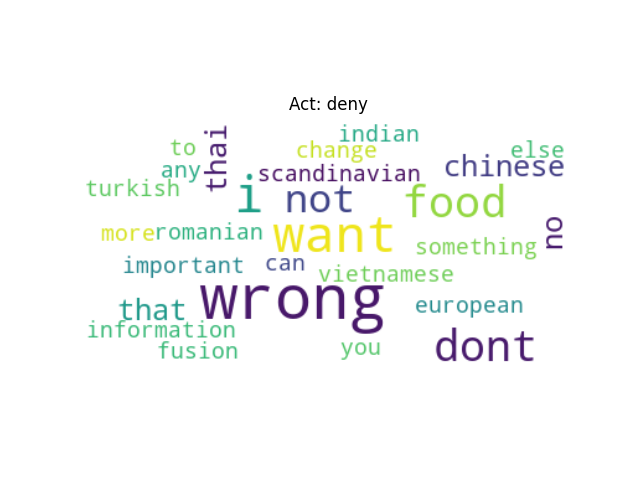 Act: deny
indian
to
thai
change
else
any
scandinavian
chinese
turkish
i
not
food
more
romanian
want
something
no
important
can
vietnamese
that
wrong
european
information
dont
fusion
you